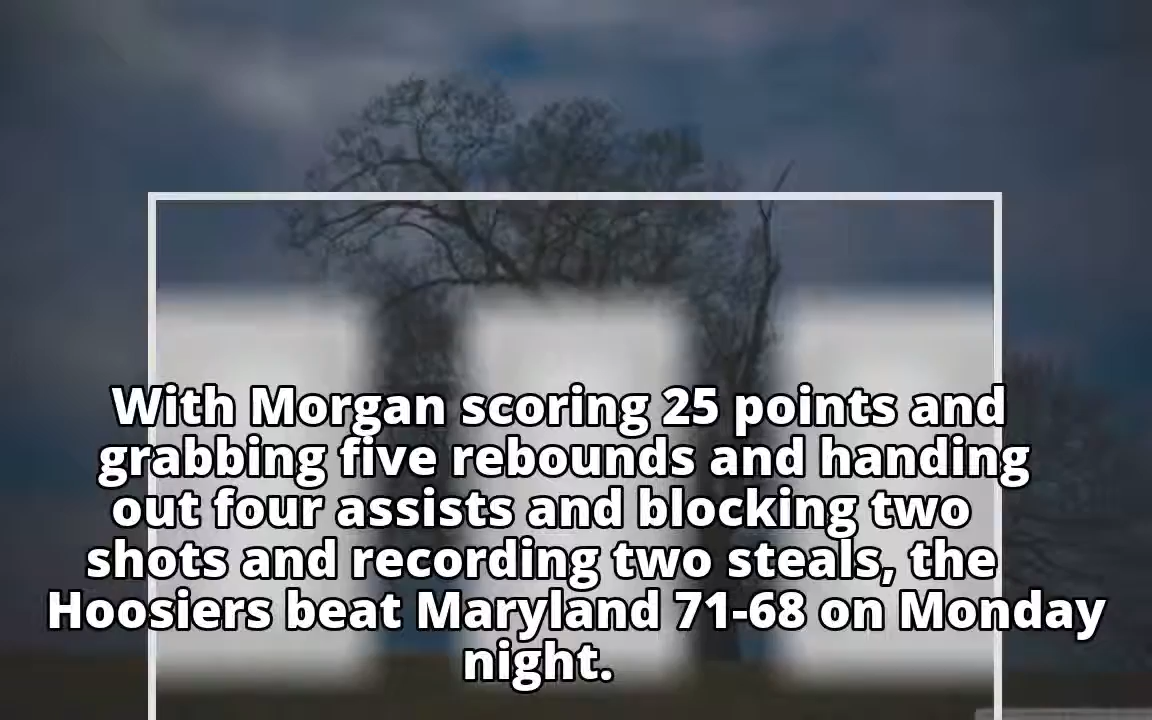 With Morgan scoring 25 points and
grabbing five rebounds and handing
out four assists and blocking two
shots and recording two steals, the
Hoosiers beat Maryland 71-68 on Monday
night.